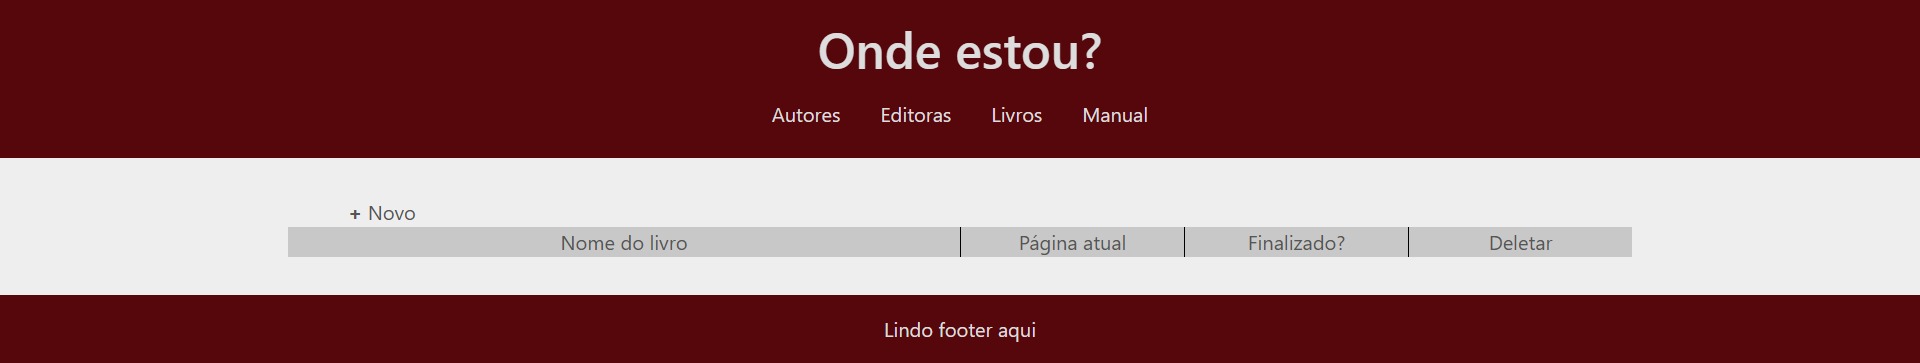 Onde estou?
Autores Editoras Livros Manual
+ Novo
Nome do livro Página atual Finalizado? Deletar
Lindo footer aqui